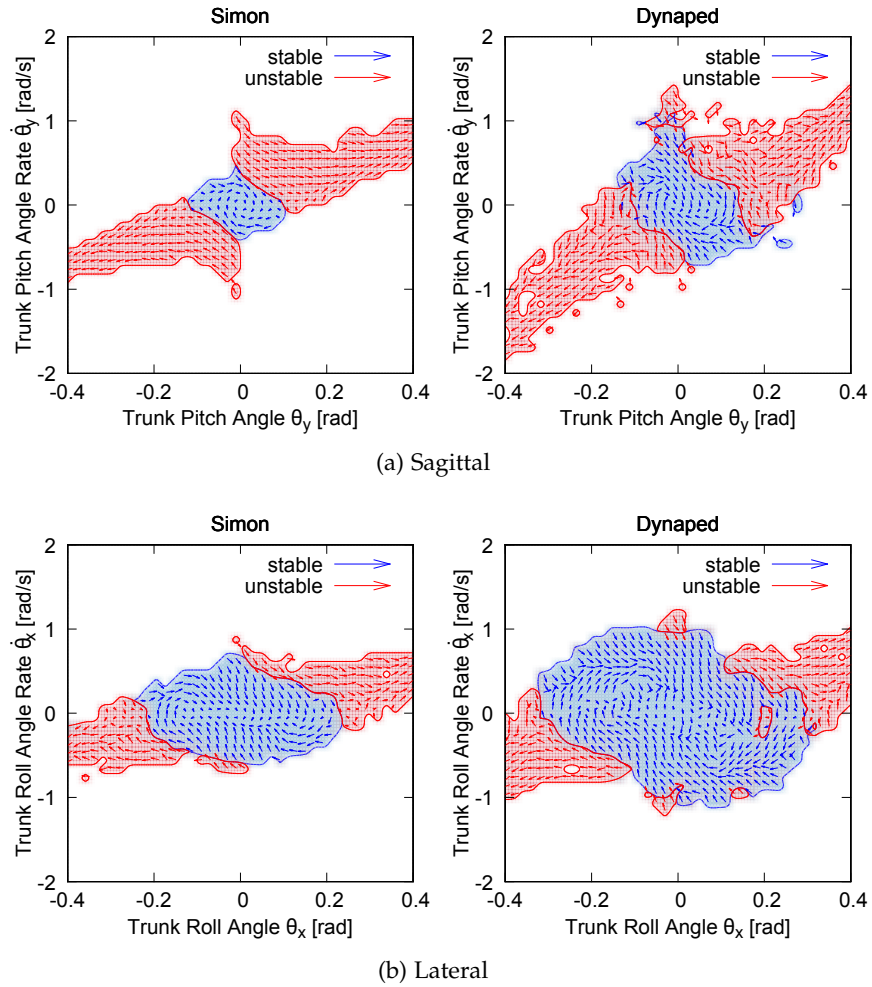 Simon
stable
unstable
2
1
0
-1
-2
Trunk Pitch Angle Rate θ̇y [rad/s]
-0.4 -0.2 0 0.2 0.4
Trunk Pitch Angle θy [rad]
Dynaped
stable
unstable
2
1
0
-1
-2
Trunk Pitch Angle Rate θ̇y [rad/s]
-0.4 -0.2 0 0.2 0.4
Trunk Pitch Angle θy [rad]
(a) Sagittal
Simon
stable
unstable
2
1
0
-1
-2
Trunk Roll Angle Rate θ̇x [rad/s]
-0.4 -0.2 0 0.2 0.4
Trunk Roll Angle θx [rad]
Dynaped
stable
unstable
2
1
0
-1
-2
Trunk Roll Angle Rate θ̇x [rad/s]
-0.4 -0.2 0 0.2 0.4
Trunk Roll Angle θx [rad]
(b) Lateral